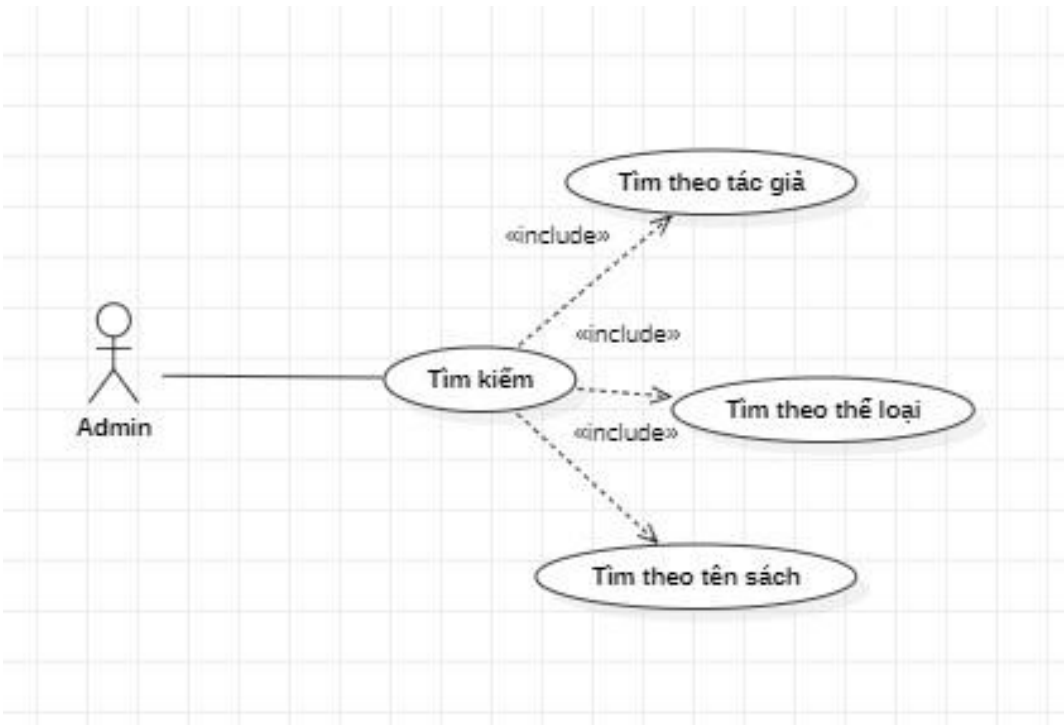 Tìm theo tác giả
«include»
«include»
Tìm kiếm
Tìm theo thể loại
Admin
«include»
Tìm theo tên sách